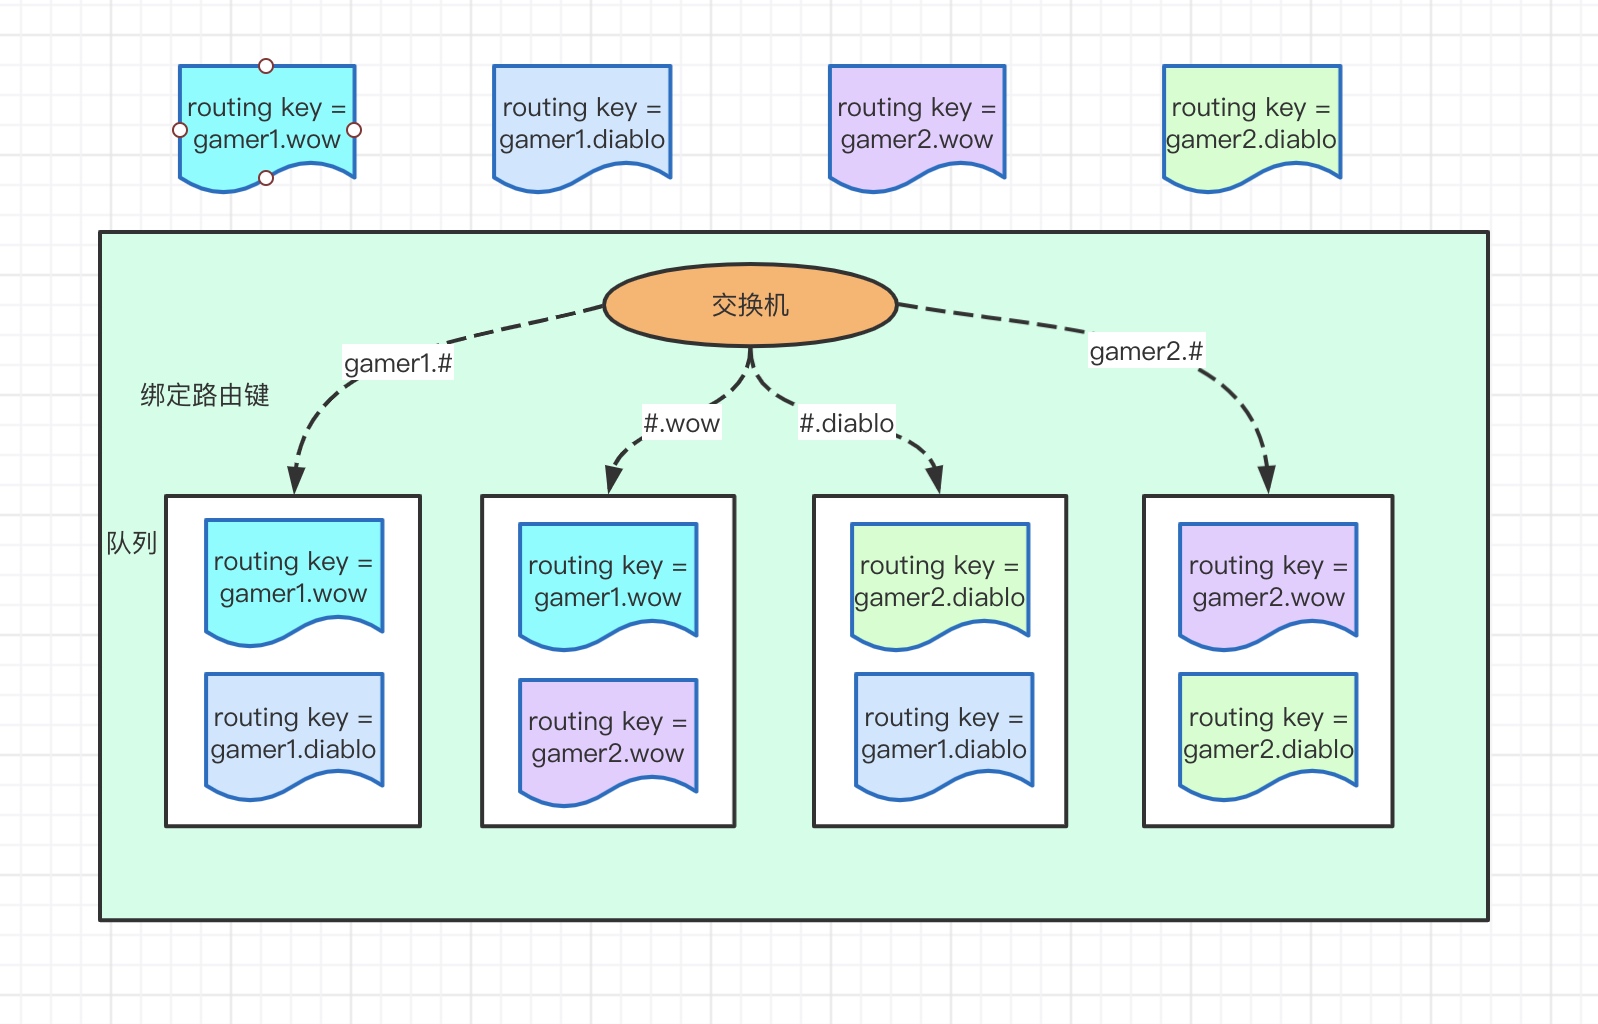 routing key =
gamer1.wow
routing key =
gamer1.diablo
routing key =
gamer2.wow
routing key =
gamer2.diablo
交换机
gamer1.#
gamer2.#
绑定路由键
#.wow
#.diablo
队列
routing key =
gamer1.wow
routing key =
gamer1.diablo
routing key =
gamer1.wow
routing key =
gamer2.wow
routing key =
gamer2.diablo
routing key =
gamer1.diablo
routing key =
gamer2.wow
routing key =
gamer2.diablo